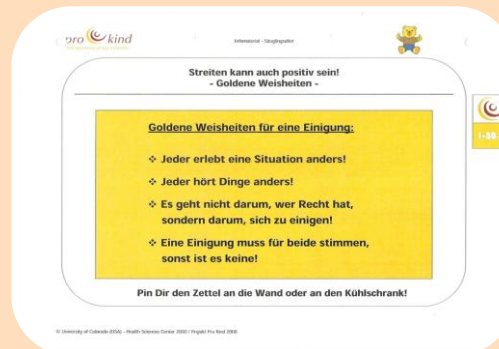 pro kind
Infomaterial - Säuglingsalter
Streiten kann auch positiv sein!
- Goldene Weisheiten -
Goldene Weisheiten für eine Einigung:
❖ Jeder erlebt eine Situation anders!
❖ Jeder hört Dinge anders!
❖ Es geht nicht darum, wer Recht hat,
sondern darum, sich zu einigen!
❖ Eine Einigung muss für beide stimmen,
sonst ist es keine!
Pin Dir den Zettel an die Wand oder an den Kühlschrank!
© University of Colorado (USA) - Health Sciences Center 2000 / Projekt Pro Kind 2008